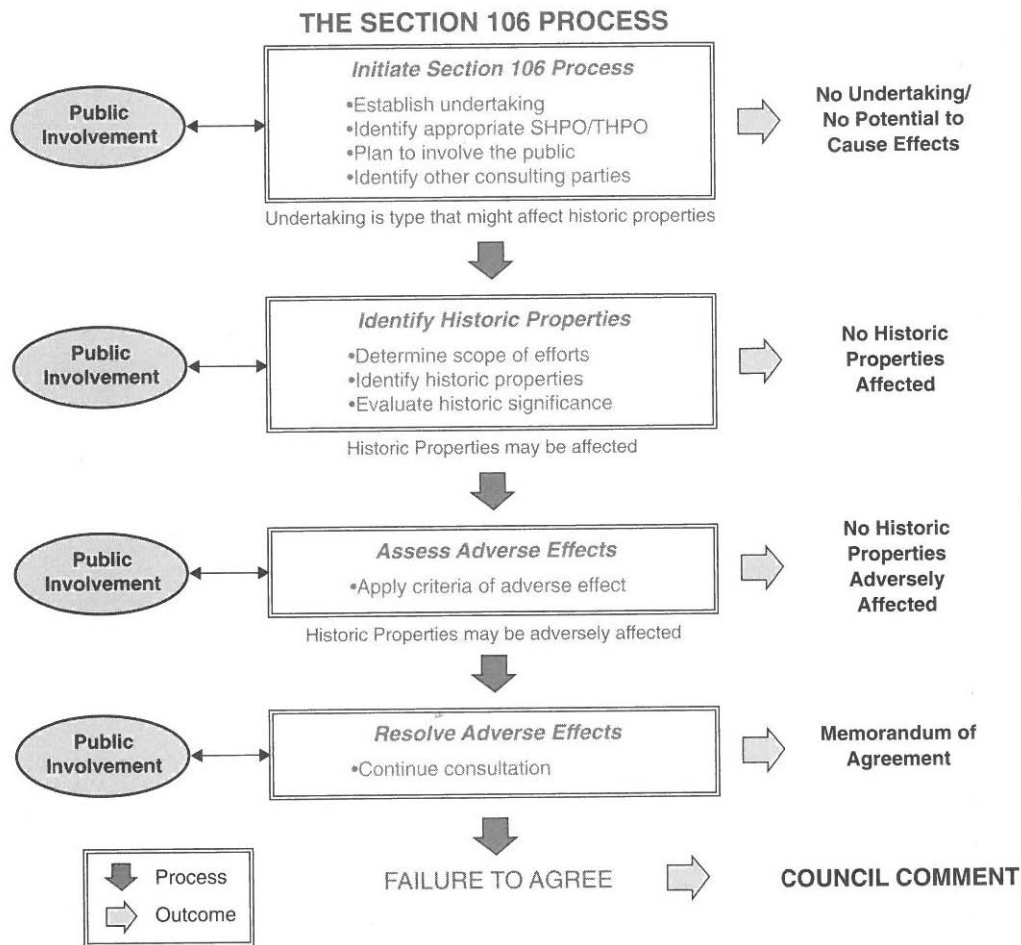 THE SECTION 106 PROCESS
Public
Involvement
Initiate Section 106 Process
•Establish undertaking
•Identify appropriate SHPO/THPO
•Plan to involve the public
•Identify other consulting parties
No Undertaking/
No Potential to
Cause Effects
Undertaking is type that might affect historic properties
Public
Involvement
Identify Historic Properties
•Determine scope of efforts
•Identify historic properties
•Evaluate historic significance
No Historic
Properties
Affected
Historic Properties may be affected
Public
Involvement
Assess Adverse Effects
•Apply criteria of adverse effect
No Historic
Properties
Adversely
Affected
Historic Properties may be adversely affected
Public
Involvement
Resolve Adverse Effects
•Continue consultation
Memorandum of
Agreement
Process
Outcome
FAILURE TO AGREE
COUNCIL COMMENT